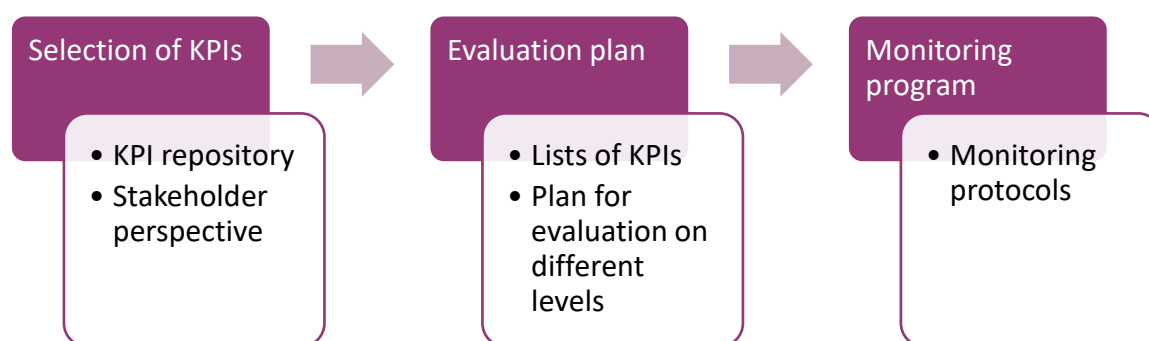 Selection of KPIs
• KPI repository
• Stakeholder
perspective
Evaluation plan
• Lists of KPIs
• Plan for
evaluation on
different
levels
Monitoring
program
• Monitoring
protocols